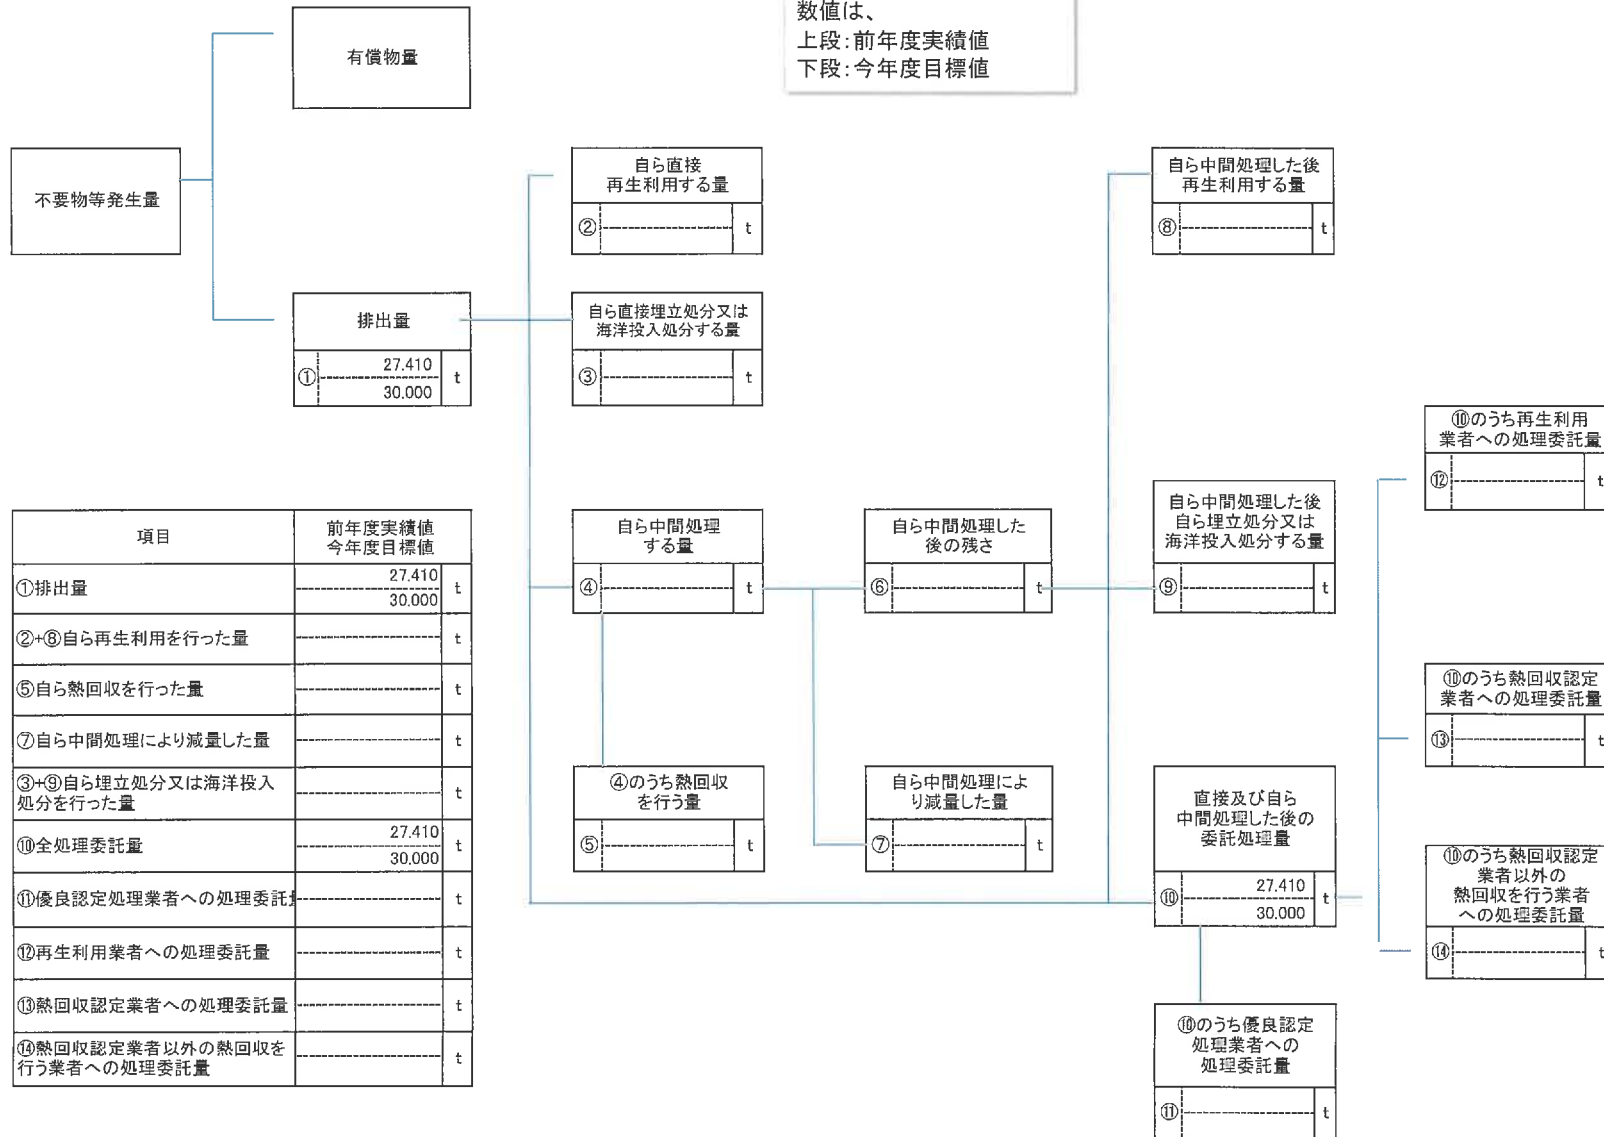 数値は、
上段:前年度実績値
下段:今年度目標値
有償物量
不要物等発生量
排出量
① 27.410 t
30.000
自ら直接
再生利用する量
② t
自ら直接埋立処分又は
海洋投入処分する量
③ t
自ら中間処理
する量
④ t
④のうち熱回収
を行う量
⑤ t
自ら中間処理した
後の残さ
⑥ t
自ら中間処理によ
り減量した量
⑦ t
自ら中間処理した後
再生利用する量
⑧ t
自ら中間処理した後
自ら埋立処分又は
海洋投入処分する量
⑨ t
直接及び自ら
中間処理した後の
委託処理量
⑩ 27.410 t
30.000
⑩のうち優良認定
処理業者への
処理委託量
⑪ t
⑩のうち再生利用
業者への処理委託量
⑫ t
⑩のうち熱回収認定
業者への処理委託量
⑬ t
⑩のうち熱回収認定
業者以外の
熱回収を行う業者
への処理委託量
⑭ t
項目 前年度実績値
今年度目標値
①排出量 27.410 t
30.000
②+⑧自ら再生利用を行った量 t
⑤自ら熱回収を行った量 t
⑦自ら中間処理により減量した量 t
③+⑨自ら埋立処分又は海洋投入
処分を行った量 t
⑩全処理委託量 27.410 t
30.000
⑪優良認定処理業者への処理委託 t
⑫再生利用業者への処理委託量 t
⑬熱回収認定業者への処理委託量 t
⑭熱回収認定業者以外の熱回収を
行う業者への処理委託量 t